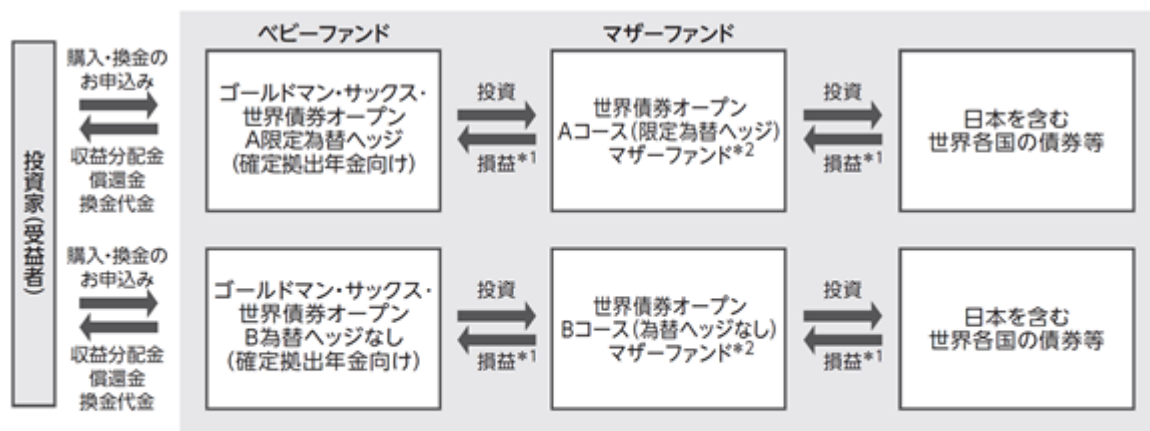 ベビーファンド
マザーファンド
投資家(受益者)
購入・換金の
お申込み
収益分配金
償還金
換金代金
ゴールドマン・サックス・
世界債券オープン
A限定為替ヘッジ
(確定拠出年金向け)
投資
損益*1
世界債券オープン
Aコース(限定為替ヘッジ)
マザーファンド*2
投資
損益*1
日本を含む
世界各国の債券等
購入・換金の
お申込み
収益分配金
償還金
換金代金
ゴールドマン・サックス・
世界債券オープン
B為替ヘッジなし
(確定拠出年金向け)
投資
損益*1
世界債券オープン
Bコース(為替ヘッジなし)
マザーファンド*2
投資
損益*1
日本を含む
世界各国の債券等